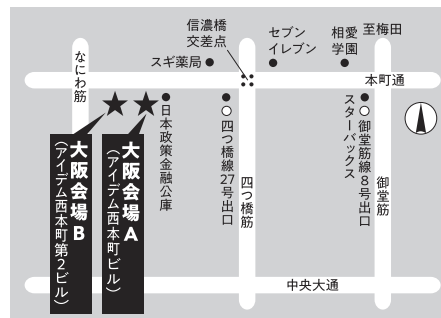 信濃橋
交差点
セブン
イレブン
相愛
学園
至梅田
スギ薬局
本町通
なにわ筋
日本政策金融公庫
四つ橋線27号出口
四つ橋筋
スターバックス
御堂筋線8号出口
御堂筋
大阪会場A
(アイデム西本町ビル)
大阪会場B
(アイデム西本町第2ビル)
中央大通